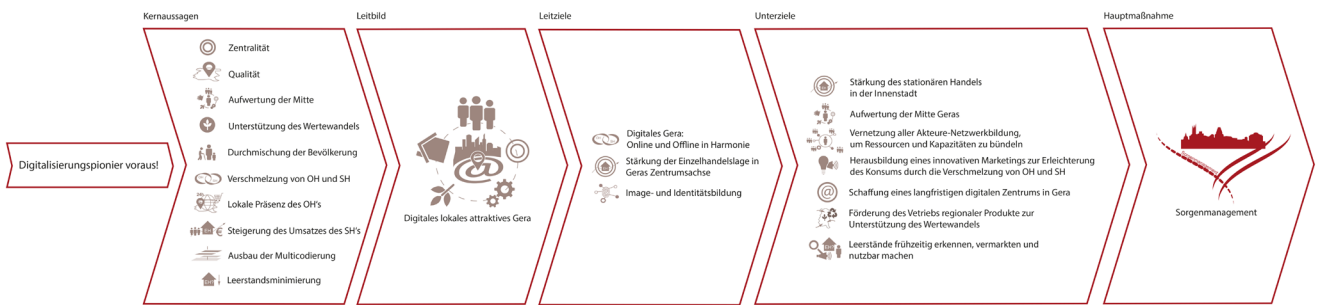 Kernaussagen
Leitbild
Leitziele
Unterziele
Hauptmaßnahme
Digitalisierungspionier voraus!
Zentralität
Qualität
Aufwertung der Mitte
Unterstützung des Wertewandels
Durchmischung der Bevölkerung
Verschmelzung von OH und SH
Lokale Präsenz des OH's
Steigerung des Umsatzes des SH's
Ausbau der Multicodierung
Leerstandsminimierung
Digitales lokales attraktives Gera
Digitales Gera:
Online und Offline in Harmonie
Stärkung der Einzelhandelslage in
Geras Zentrumsachse
Image- und Identitätsbildung
Stärkung des stationären Handels
in der Innenstadt
Aufwertung der Mitte Geras
Vernetzung aller Akteure-Netzwerkbildung,
um Ressourcen und Kapazitäten zu bündeln
Herausbildung eines innovativen Marketings zur Erleichterung
des Konsums durch die Verschmelzung von OH und SH
Schaffung eines langfristigen digitalen Zentrums in Gera
Förderung des Vetriebs regionaler Produkte zur
Unterstützung des Wertewandels
Leerstände frühzeitig erkennen, vermarkten und
nutzbar machen
Sorgenmanagement